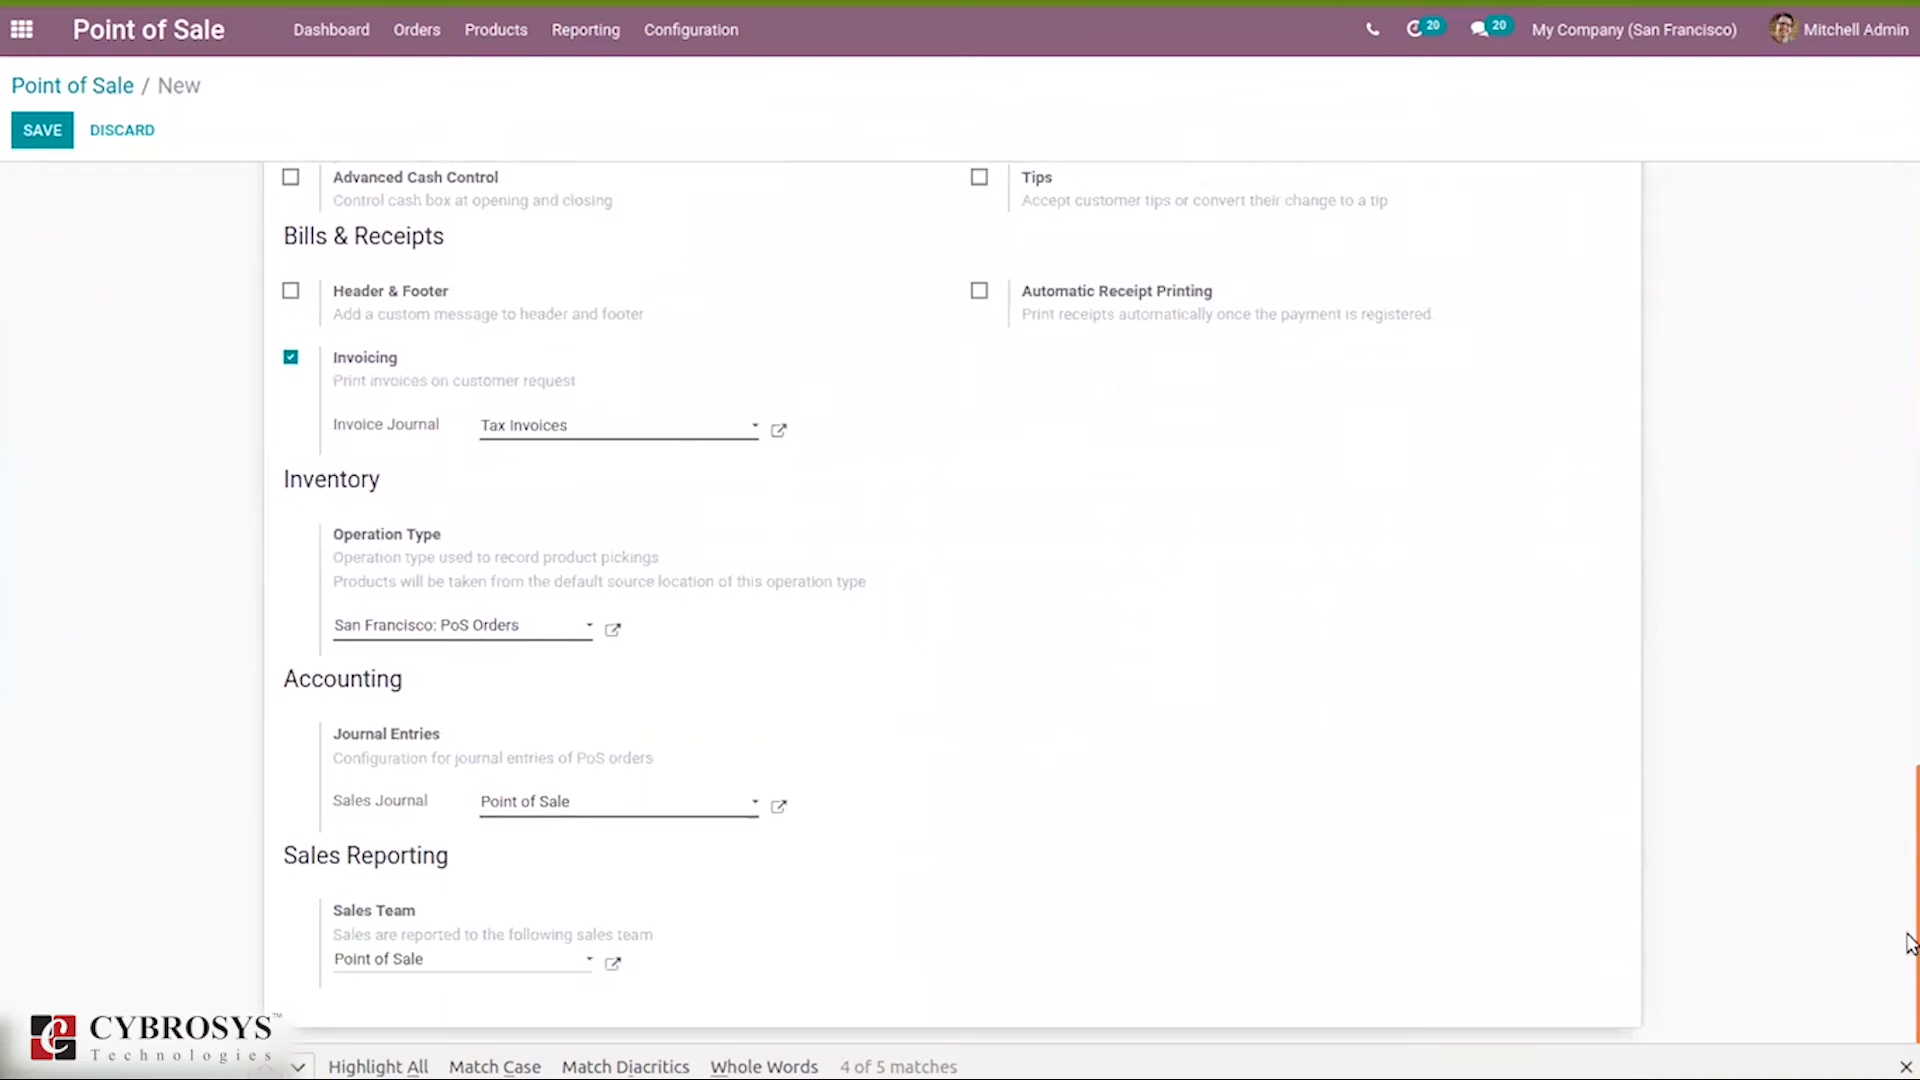 Point of Sale Dashboard Orders Products Reporting Configuration 20 20 My Company (San Francisco) Mitchell Admin
Point of Sale / New
SAVE DISCARD
Advanced Cash Control
Control cash box at opening and closing
Tips
Accept customer tips or convert their change to a tip
Bills & Receipts
Header & Footer
Add a custom message to header and footer
Automatic Receipt Printing
Print receipts automatically once the payment is registered
Invoicing
Print invoices on customer request
Invoice Journal Tax Invoices
Inventory
Operation Type
Operation type used to record product pickings
Products will be taken from the default source location of this operation type
San Francisco: PoS Orders
Accounting
Journal Entries
Configuration for journal entries of PoS orders
Sales Journal Point of Sale
Sales Reporting
Sales Team
Sales are reported to the following sales team
Point of Sale
CYBROSYS™
Technologies
Highlight All Match Case Match Diacritics Whole Words 4 of 5 matches